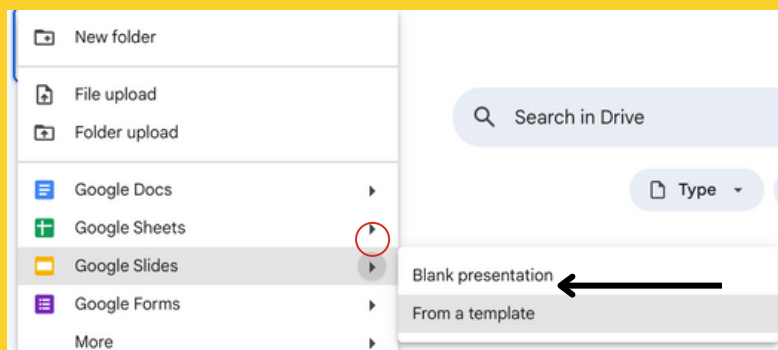 New folder
File upload
Folder upload
Search in Drive
Google Docs
Type
Google Sheets
Google Slides
Blank presentation
Google Forms
From a template
More